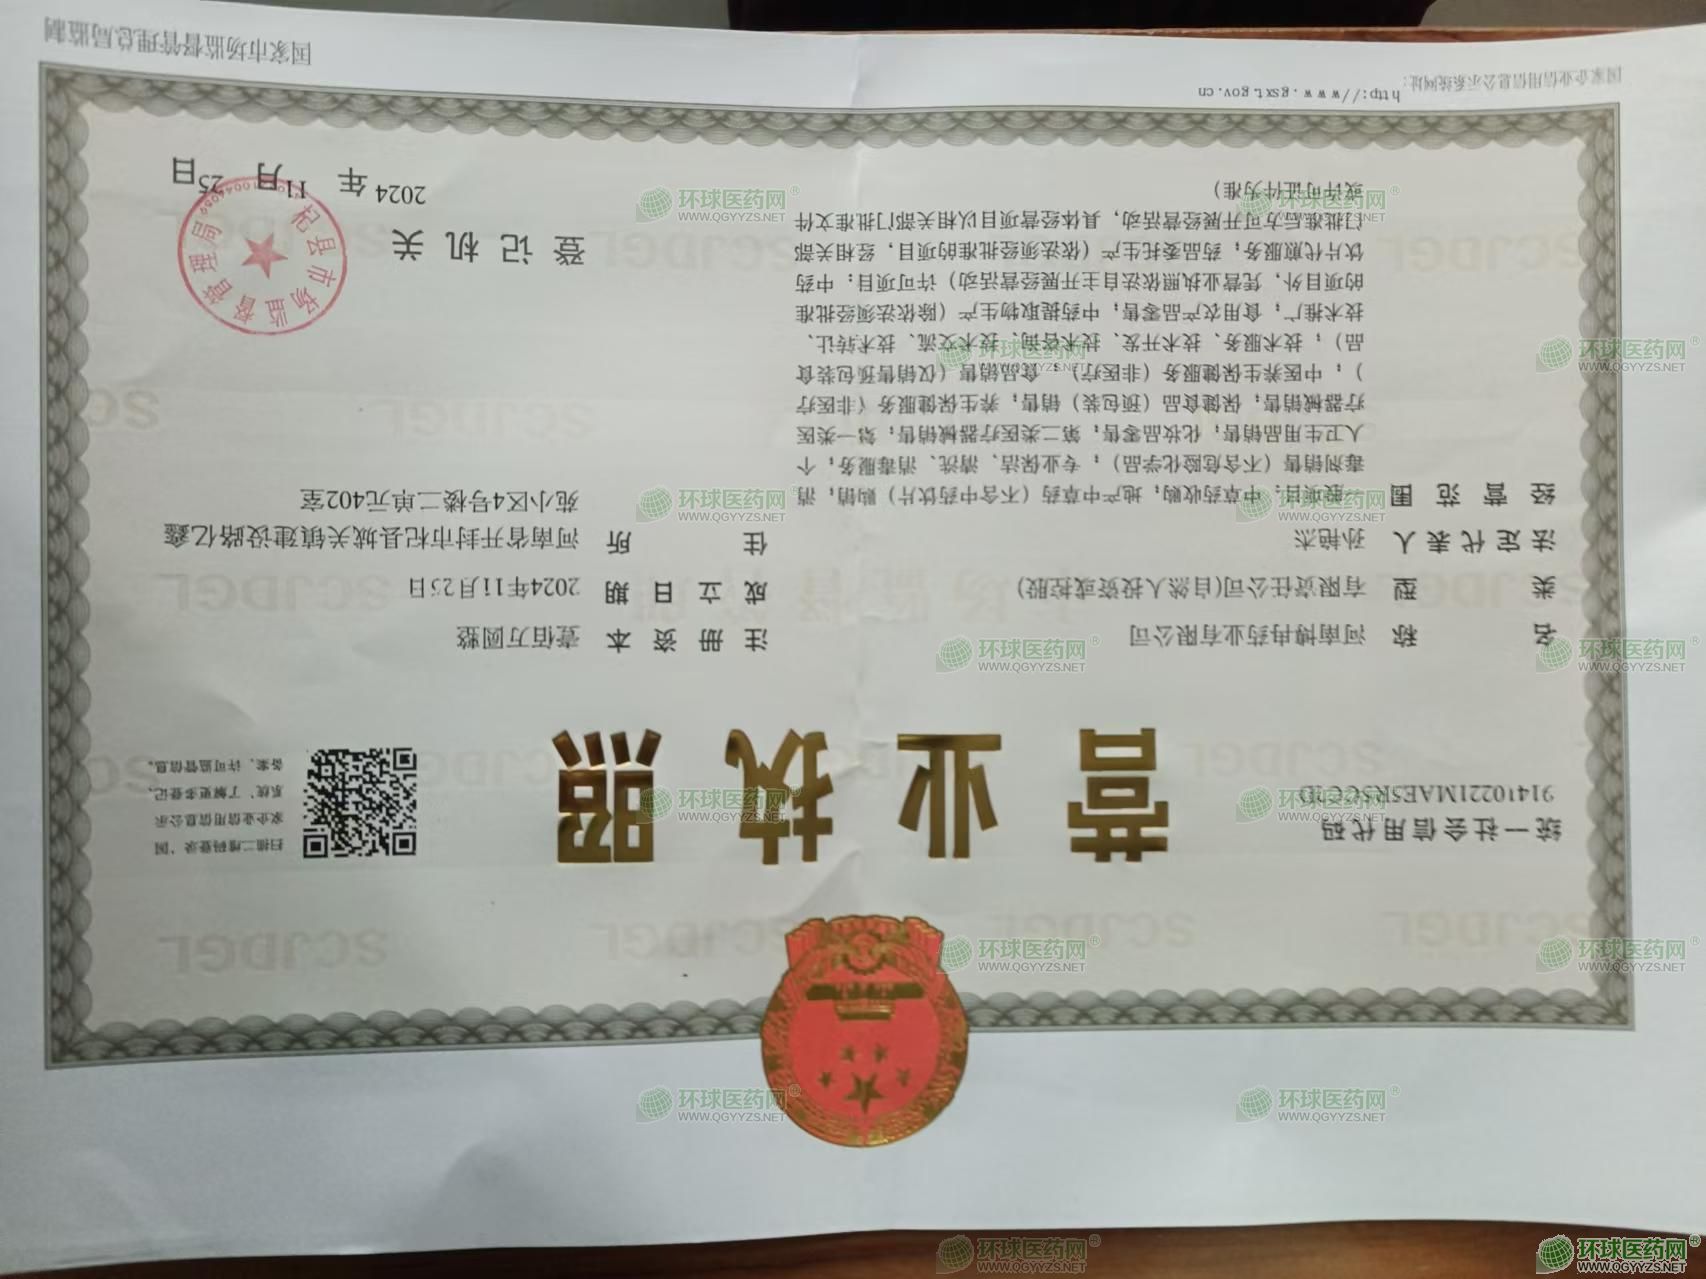 营业执照
统一社会信用代码
扫描二维码登录‘国
家企业信用信息公示
系统’了解更多登记、
备案、许可监管信息。
名称 河南博冉药业有限公司
类型 有限责任公司(自然人投资或控股)
法定代表人 孙艳杰
经营范围 一般项目：中草药收购；地产中草药（不含中药饮片）购销；消
毒剂销售（不含危险化学品）；专业保洁、清洗、消毒服务；个
人卫生用品销售；化妆品零售；第二类医疗器械销售；第一类医
疗器械销售；保健食品（预包装）销售；养生保健服务（非医疗
）；中医养生保健服务（非医疗）；食品销售（仅销售预包装食
品）；技术服务、技术开发、技术咨询、技术交流、技术转让、
技术推广；食用农产品零售；中药提取物生产（除依法须经批准
的项目外，凭营业执照依法自主开展经营活动）许可项目：中药
饮片代煎服务；药品委托生产（依法须经批准的项目，经相关部
门批准后方可开展经营活动，具体经营项目以相关部门批准文件
或许可证件为准）
注册资本 壹佰万圆整
成立日期 2024年11月25日
住所 河南省开封市杞县城关镇建设路亿鑫
苑小区4号楼二单元402室
登记机关
杞县市场监督管理局
2024年11月25日
国家企业信用信息公示系统网址：
http://www.gsxt.gov.cn
国家市场监督管理总局监制
SCJDGL
环球医药网®
WWW.QGYYZS.NET